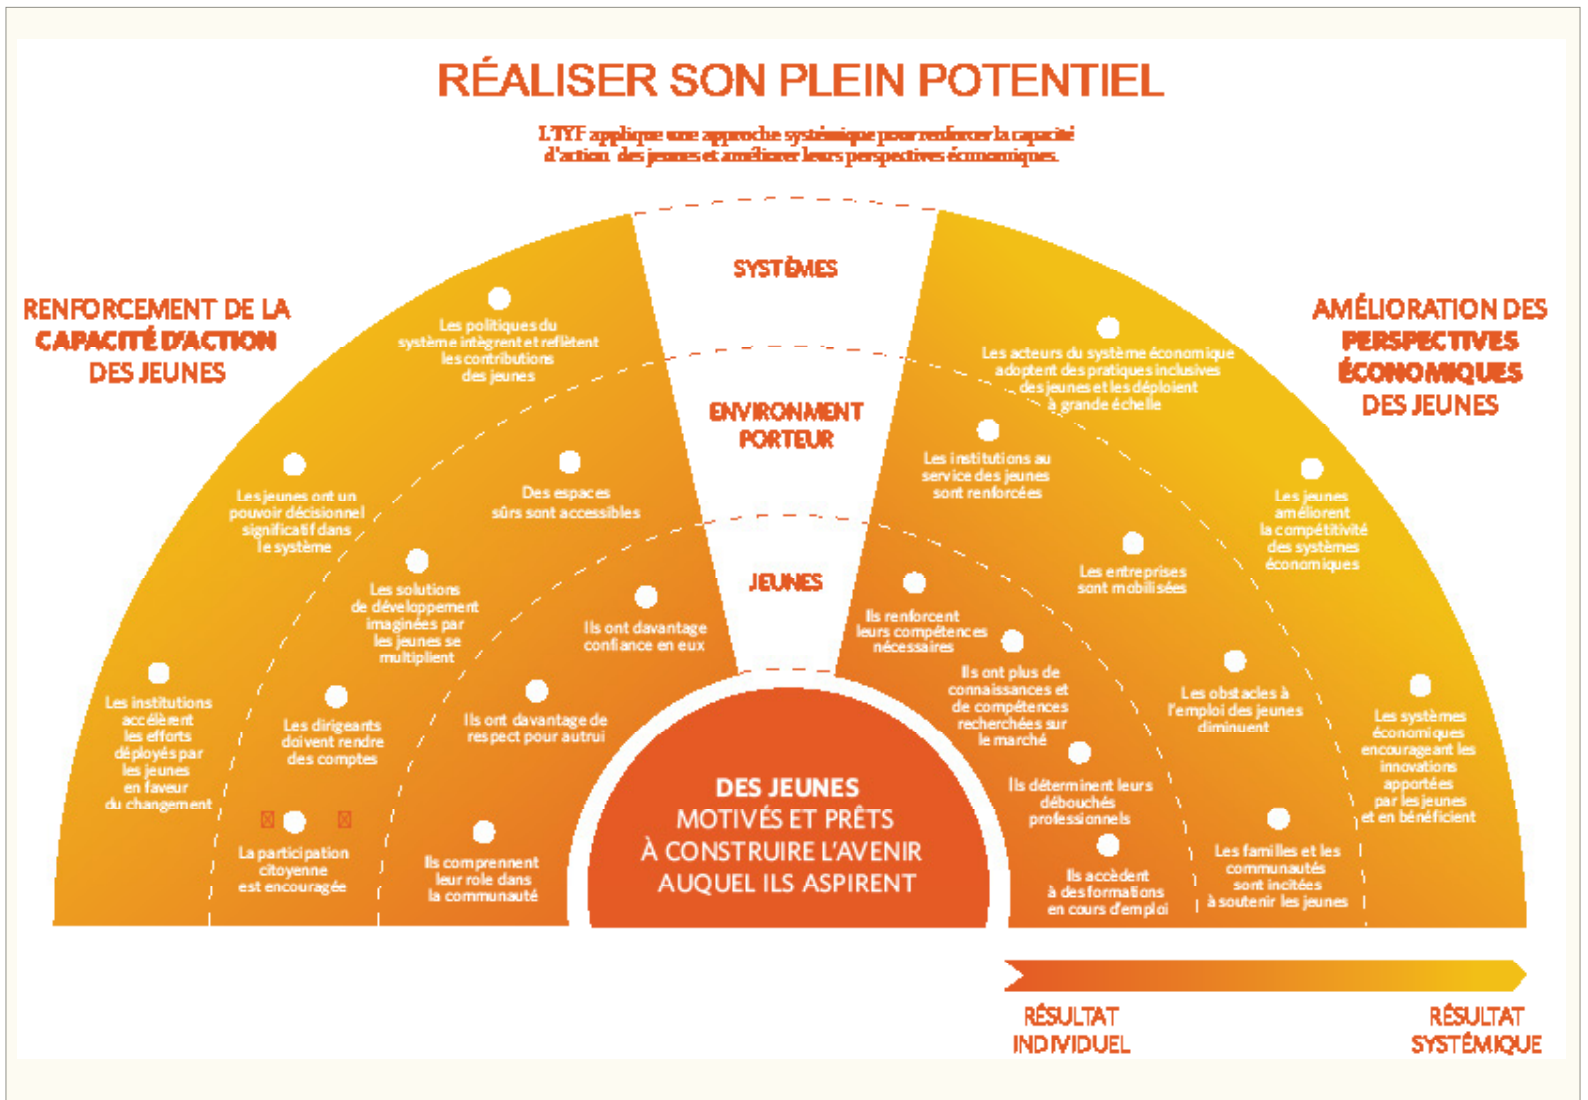 RÉALISER SON PLEIN POTENTIEL
L'TYF applique une approche systémique pour renforcer la capacité
d'action des jeunes et améliorer leurs perspectives économiques.
RENFORCEMENT DE LA
CAPACITÉ D'ACTION
DES JEUNES
AMÉLIORATION DES
PERSPECTIVES
ÉCONOMIQUES
DES JEUNES
SYSTÈMES
ENVIRONMENT
PORTEUR
JEUNES
Les politiques du
système intègrent et reflètent
les contributions
des jeunes
Les jeunes ont un
pouvoir décisionnel
significatif dans
le système
Les institutions
accélèrent
les efforts
déployés par
les jeunes
en faveur
du changement
Des espaces
sûrs sont accessibles
Les solutions
de développement
imaginées par
les jeunes se
multiplient
Les dirigeants
doivent rendre
des comptes
La participation
citoyenne
est encouragée
Ils ont davantage
confiance en eux
Ils ont davantage de
respect pour autrui
Ils comprennent
leur role dans
la communauté
Les acteurs du système économique
adoptent des pratiques inclusives
des jeunes et les déploient
à grande échelle
Les jeunes
améliorent
la compétitivité
des systèmes
économiques
Les systèmes
économiques
encourageant les
innovations
apportées
par les jeunes
et en bénéficient
Les institutions au
service des jeunes
sont renforcées
Les entreprises
sont mobilisées
Les obstacles à
l'emploi des jeunes
diminuent
Les familles et les
communautés
sont incitées
à soutenir les jeunes
Ils renforcent
leurs compétences
nécessaires
Ils ont plus de
connaissances et
de compétences
recherchées sur
le marché
Ils déterminent leurs
débouchés
professionnels
Ils accèdent
à des formations
en cours d'emploi
DES JEUNES
MOTIVÉS ET PRÊTS
À CONSTRUIRE L'AVENIR
AUQUEL ILS ASPIRENT
RÉSULTAT
INDIVIDUEL
RÉSULTAT
SYSTÉMIQUE